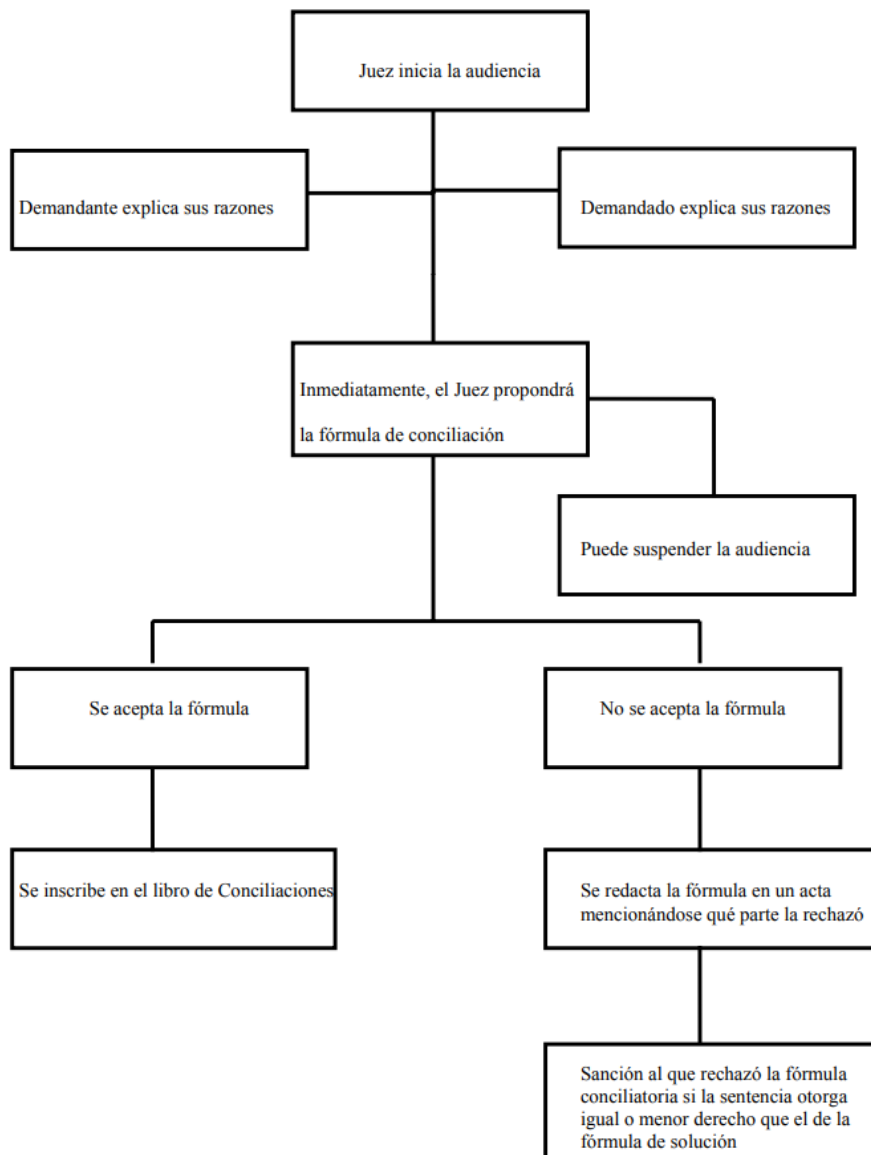 Juez inicia la audiencia
Demandante explica sus razones
Demandado explica sus razones
Inmediatamente, el Juez propondrá
la fórmula de conciliación
Puede suspender la audiencia
Se acepta la fórmula
No se acepta la fórmula
Se inscribe en el libro de Conciliaciones
Se redacta la fórmula en un acta
mencionándose qué parte la rechazó
Sanción al que rechazó la fórmula
conciliatoria si la sentencia otorga
igual o menor derecho que el de la
fórmula de solución